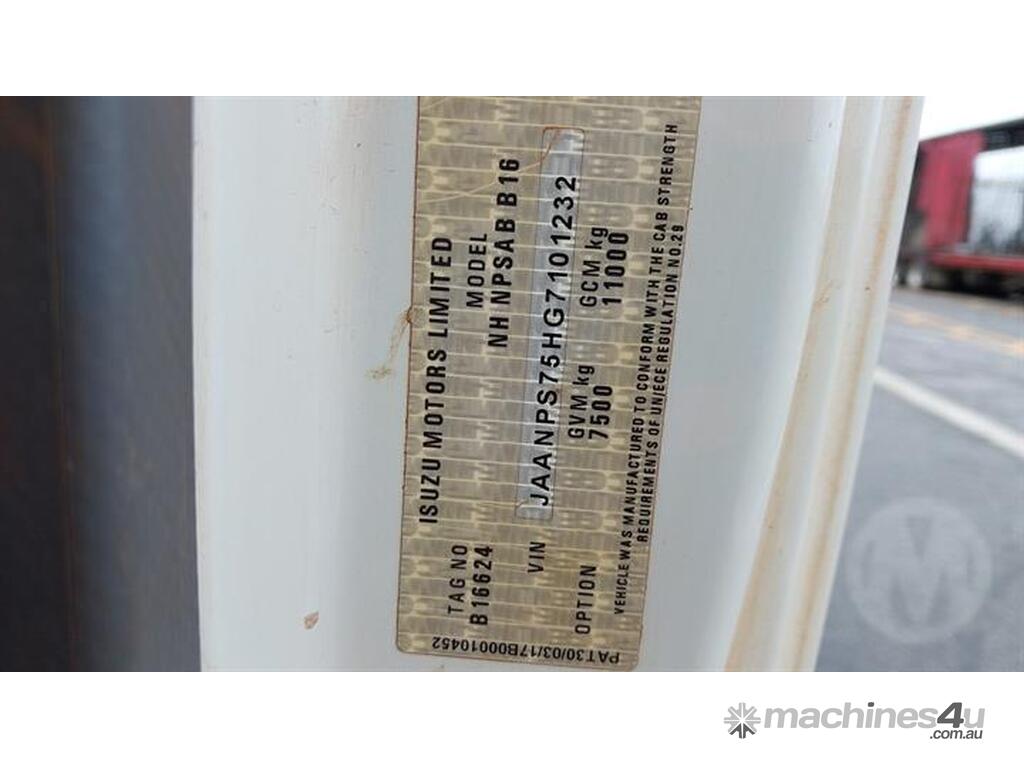 ISUZU MOTORS LIMITED
TAG NO MODEL
B16624 NH NPSAB B16
VIN JAANPS75HG7101232
OPTION GVM kg GCM kg
7500 11000
VEHICLE WAS MANUFACTURED TO CONFORM WITH THE CAB STRENGTH
REQUIREMENTS OF UN/ECE REGULATION NO.29
PAT30/03/17B00010452
M
machines4u
.com.au